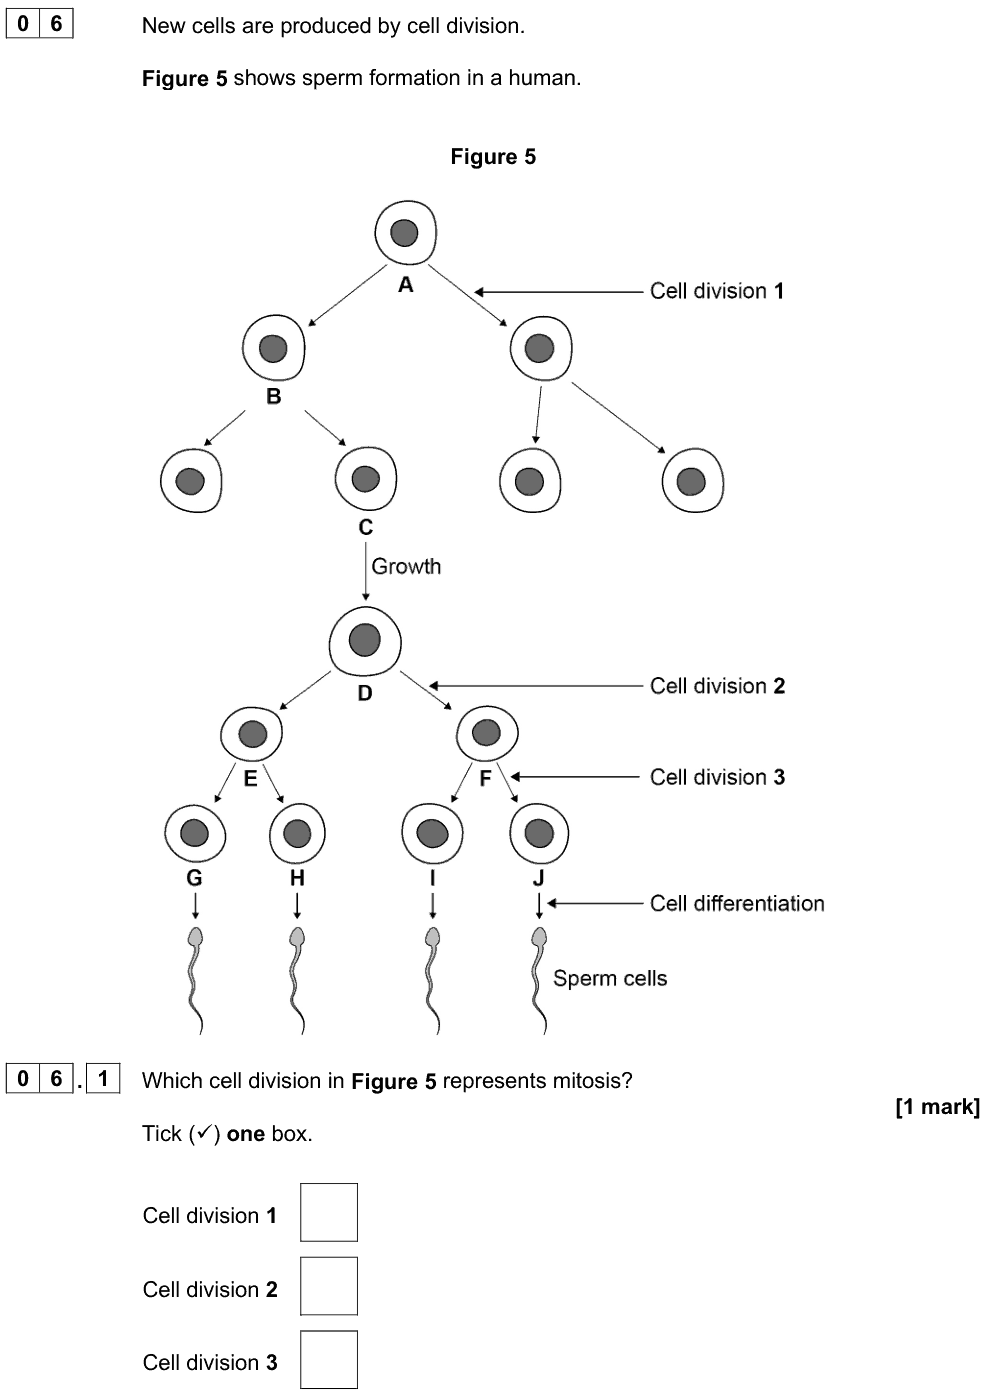 0 6 New cells are produced by cell division.
Figure 5 shows sperm formation in a human.
Figure 5
A
Cell division 1
B
C
Growth
D
Cell division 2
E
F
Cell division 3
G
H
I
J
Cell differentiation
Sperm cells
0 6 . 1 Which cell division in Figure 5 represents mitosis?
[1 mark]
Tick (✓) one box.
Cell division 1
Cell division 2
Cell division 3